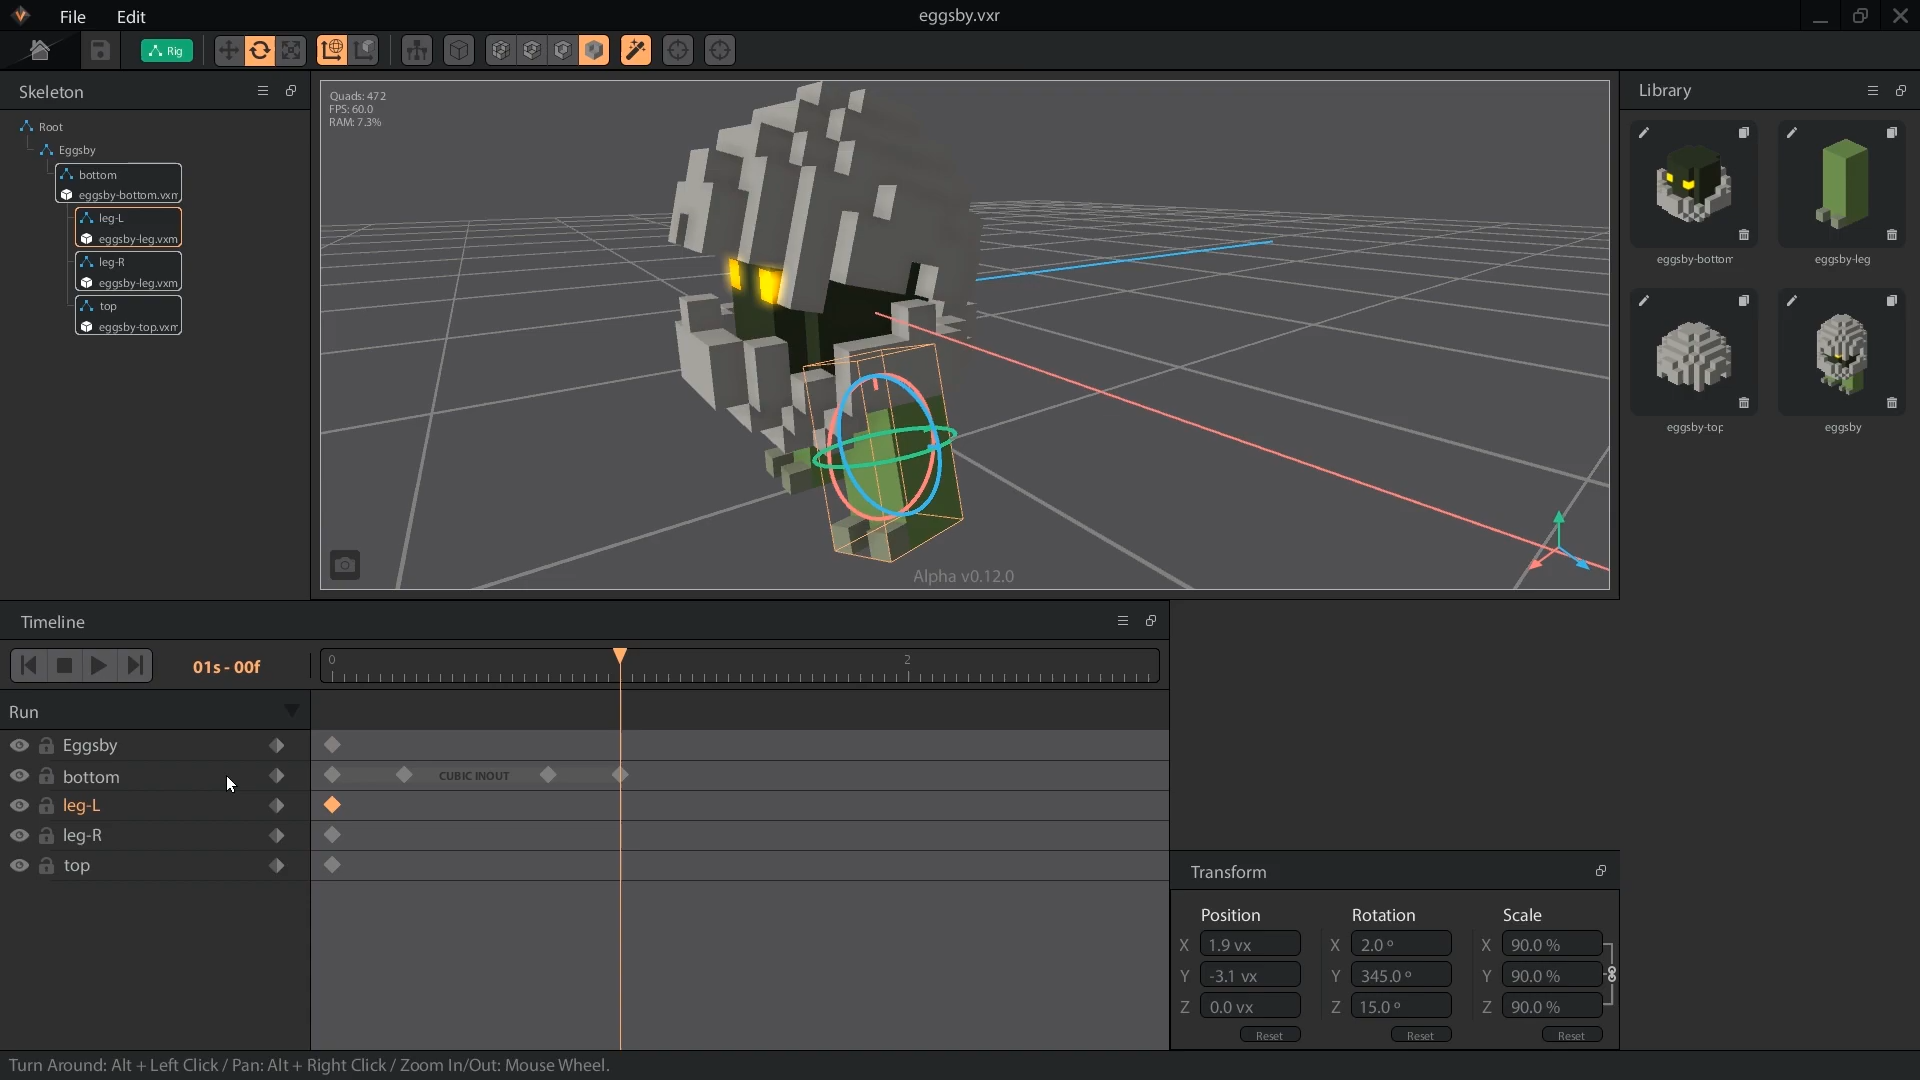 File Edit
eggsby.vxr
Rig
Skeleton
Root
Eggsby
bottom
eggsby-bottom.vxm
leg-L
eggsby-leg.vxm
leg-R
eggsby-leg.vxm
top
eggsby-top.vxm
Quads: 472
FPS: 60.0
RAM: 7.3%
Alpha v0.12.0
Library
eggsby-bottom
eggsby-leg
eggsby-top
eggsby
Timeline
01s - 00f
0 2
Run
Eggsby
bottom
CUBIC INOUT
leg-L
leg-R
top
Transform
Position Rotation Scale
X 1.9 vx X 2.0 º X 90.0 %
Y -3.1 vx Y 345.0 º Y 90.0 %
Z 0.0 vx Z 15.0 º Z 90.0 %
Reset Reset Reset
Turn Around: Alt + Left Click / Pan: Alt + Right Click / Zoom In/Out: Mouse Wheel.